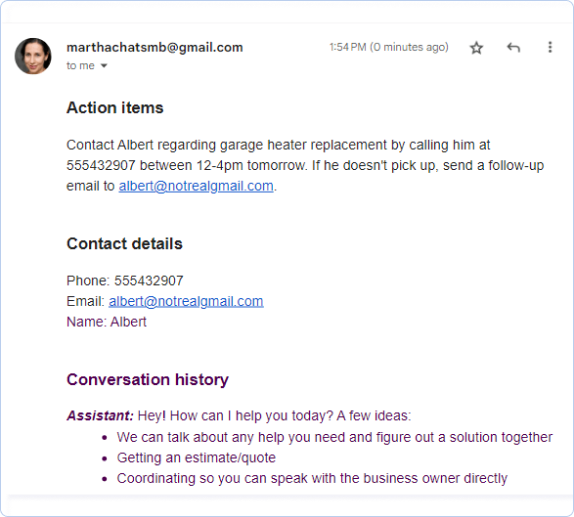 marthachatsmb@gmail.com 1:54 PM (0 minutes ago)
to me
Action items
Contact Albert regarding garage heater replacement by calling him at
555432907 between 12-4pm tomorrow. If he doesn't pick up, send a follow-up
email to albert@notrealgmail.com.
Contact details
Phone: 555432907
Email: albert@notrealgmail.com
Name: Albert
Conversation history
Assistant: Hey! How can I help you today? A few ideas:
• We can talk about any help you need and figure out a solution together
• Getting an estimate/quote
• Coordinating so you can speak with the business owner directly